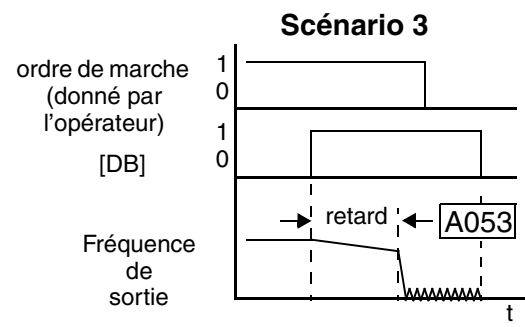 Scénario 3
ordre de marche
(donné par
l’opérateur)
1
0
[DB]
1
0
retard
A053
Fréquence
de
sortie
t